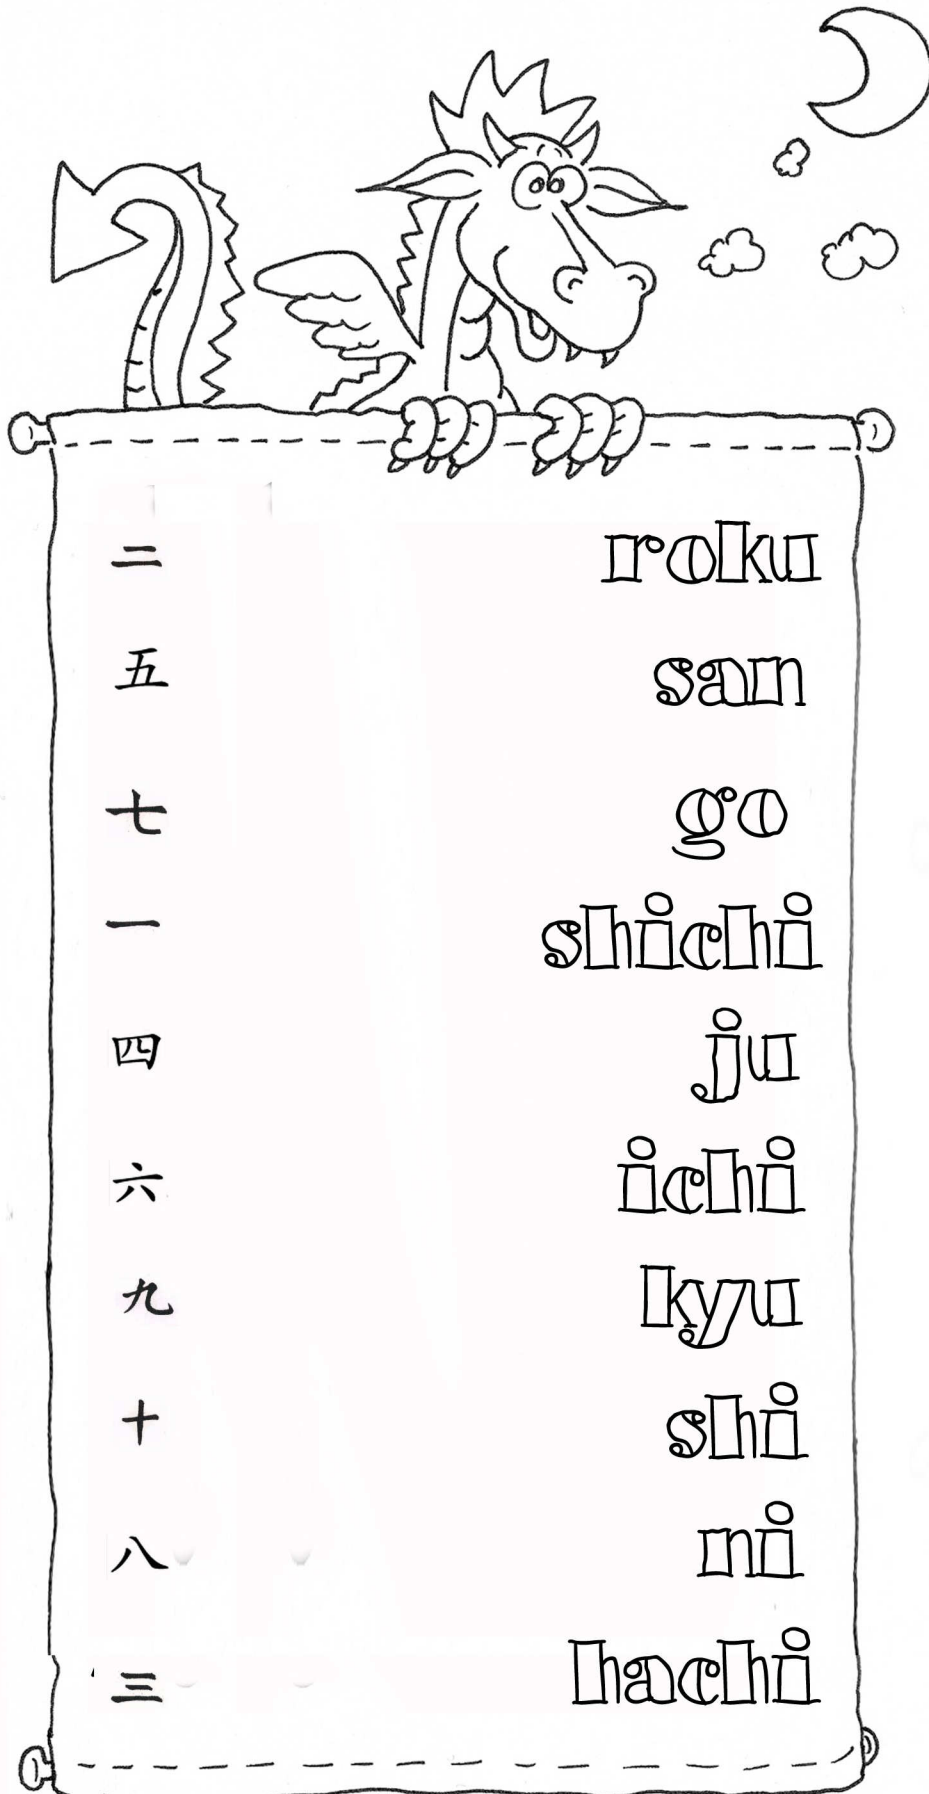 二 roku
五 san
七 go
一 shichi
四 ju
六 ichi
九 kyu
十 shi
八 ni
三 hachi